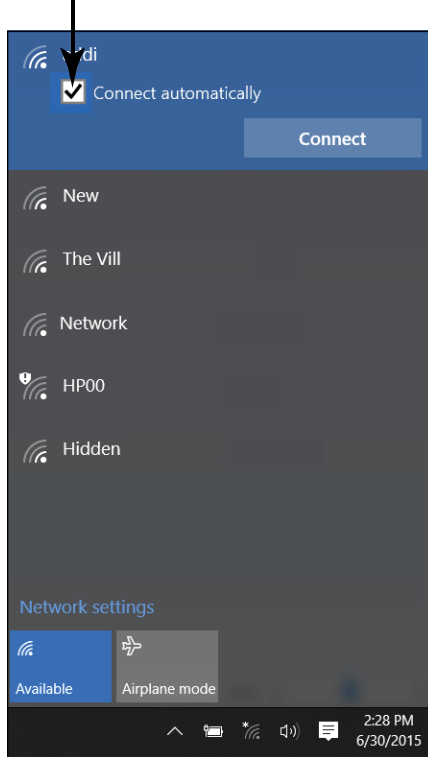 Connect automatically
Connect
New
The Vill
Network
HP00
Hidden
Network settings
Available
Airplane mode
2:28 PM
6/30/2015